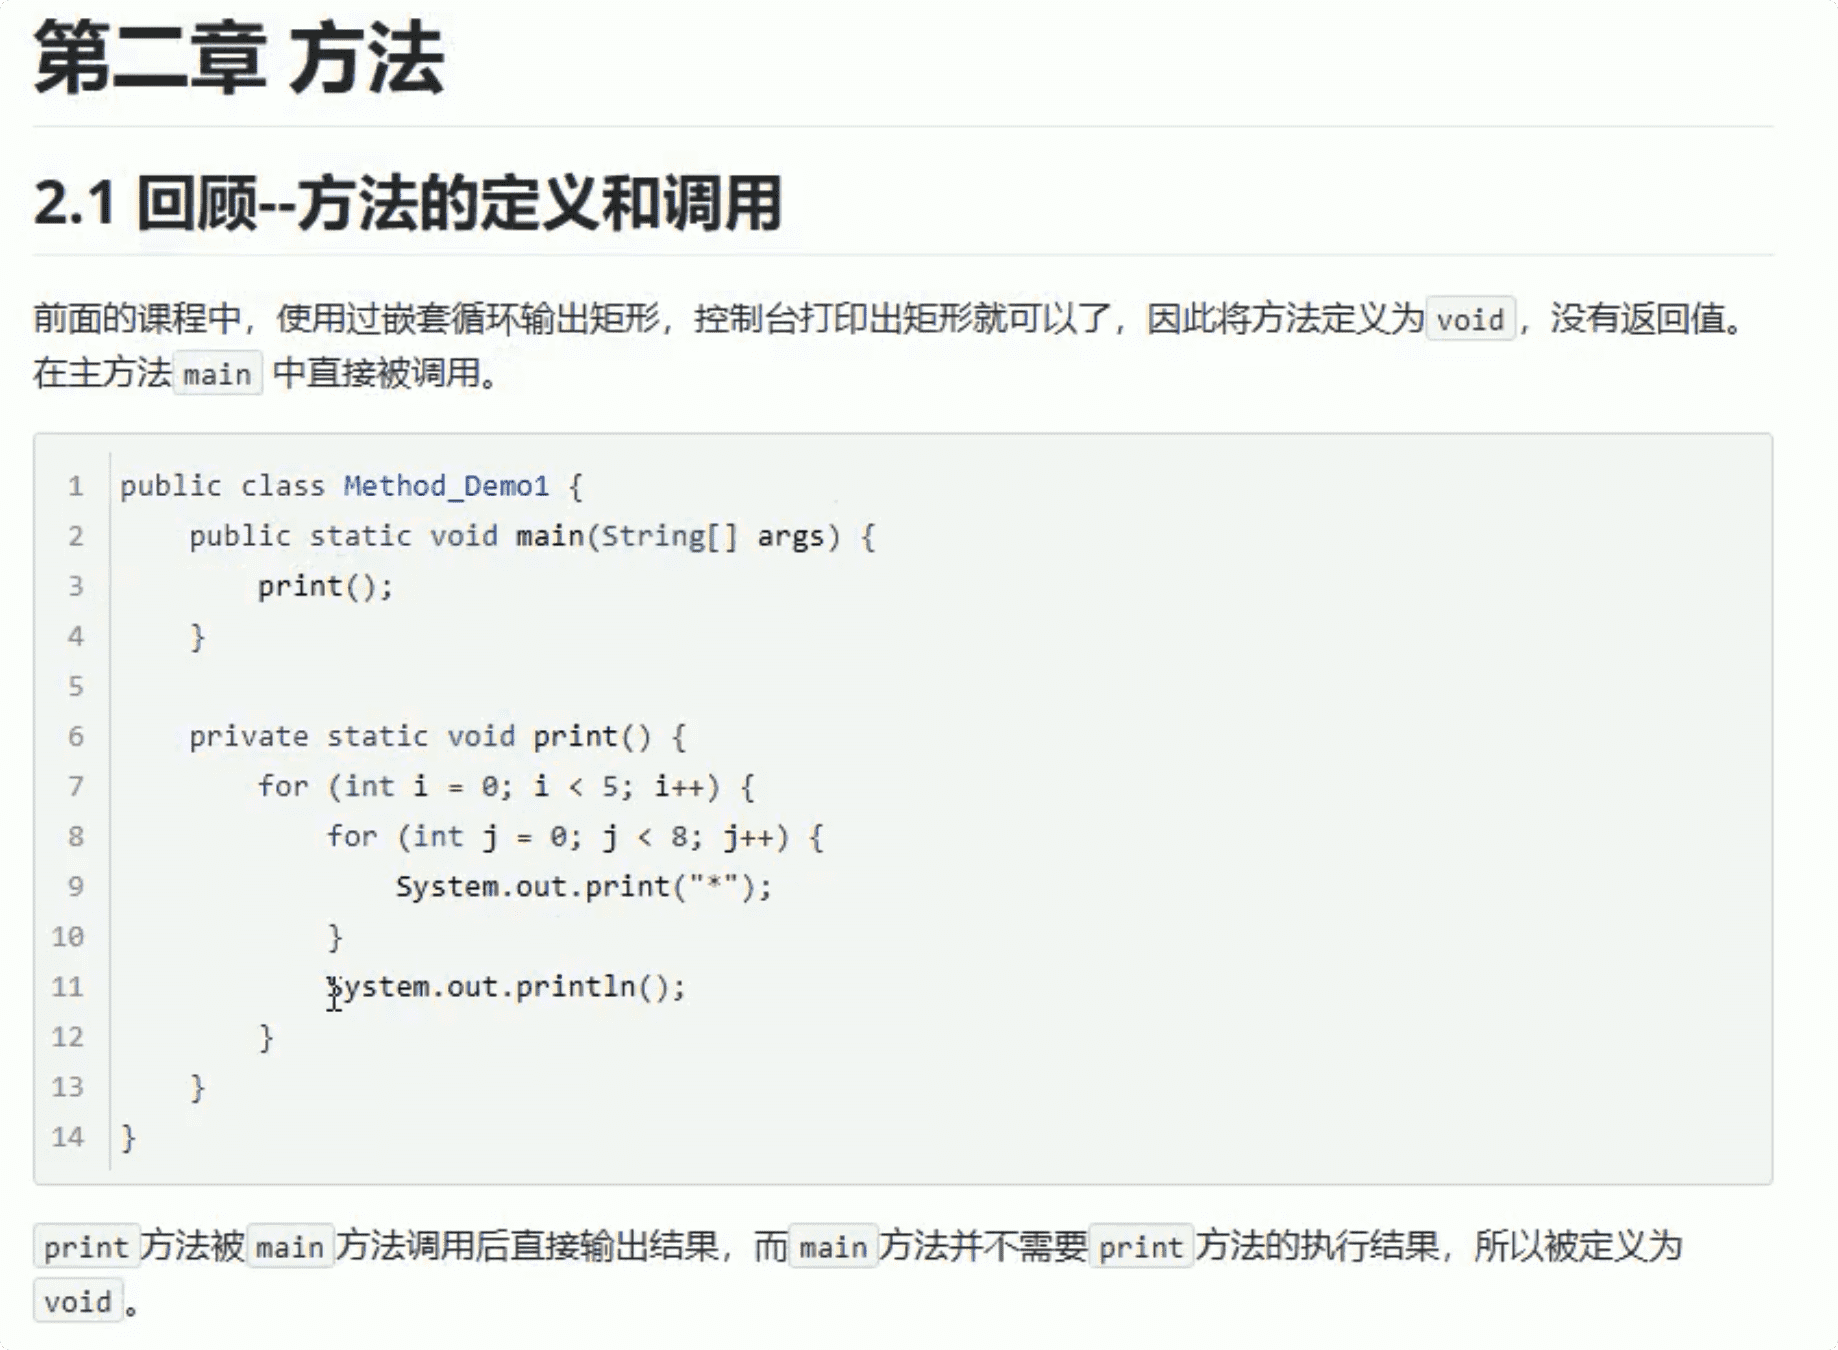 第二章 方法
2.1 回顾--方法的定义和调用
前面的课程中，使用过嵌套循环输出矩形，控制台打印出矩形就可以了，因此将方法定义为 void ，没有返回值。
在主方法 main 中直接被调用。
1 public class Method_Demo1 {
2     public static void main(String[] args) {
3         print();
4     }
5
6     private static void print() {
7         for (int i = 0; i < 5; i++) {
8             for (int j = 0; j < 8; j++) {
9                 System.out.print("*");
10             }
11             System.out.println();
12         }
13     }
14 }
print 方法被 main 方法调用后直接输出结果，而 main 方法并不需要 print 方法的执行结果，所以被定义为
void 。